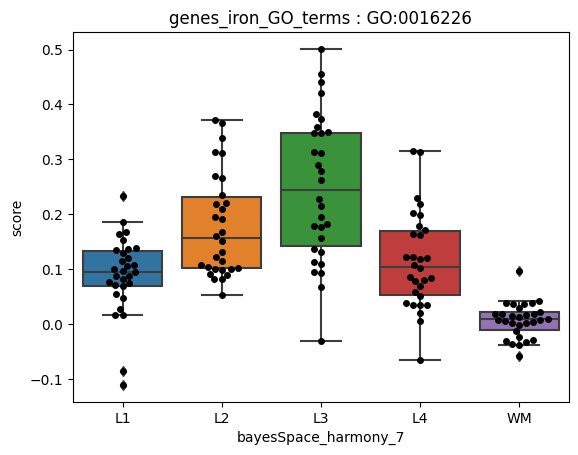 genes_iron_GO_terms : GO:0016226
0.5
0.4
0.3
0.2
0.1
0.0
−0.1
score
L1 L2 L3 L4 WM
bayesSpace_harmony_7